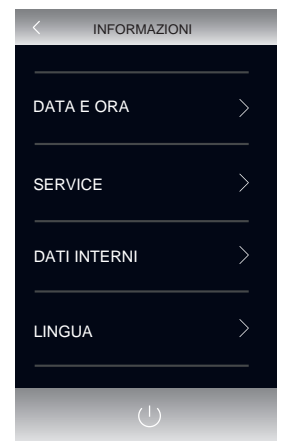 INFORMAZIONI
DATA E ORA
SERVICE
DATI INTERNI
LINGUA